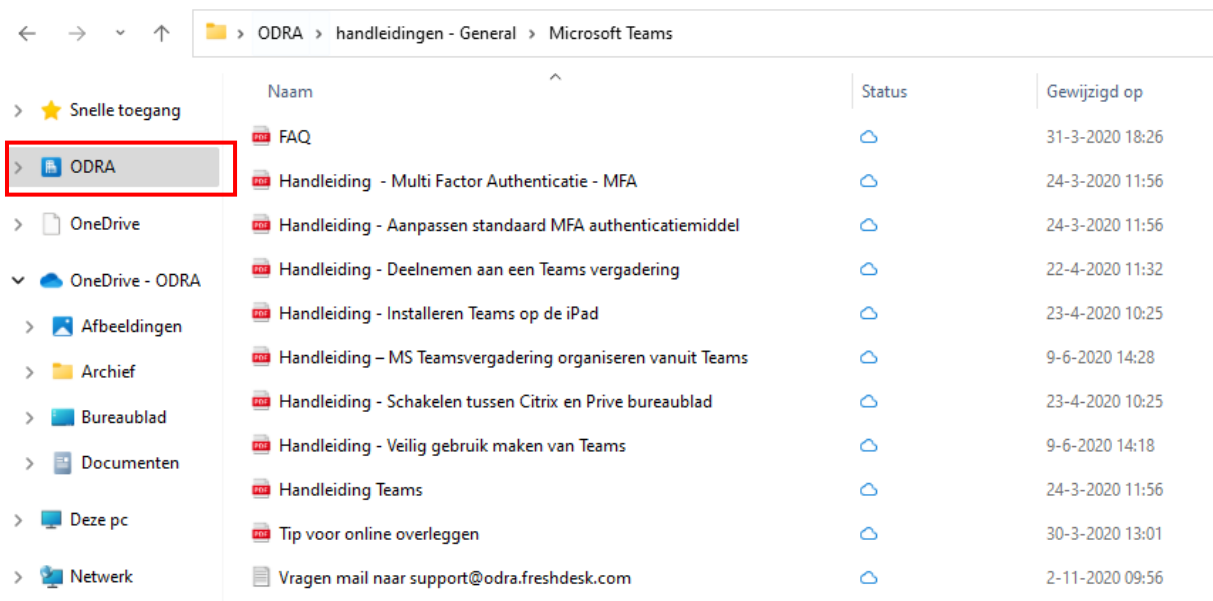 ODRA > handleidingen - General > Microsoft Teams
Naam Status Gewijzigd op
Snelle toegang
ODRA
OneDrive
OneDrive - ODRA
Afbeeldingen
Archief
Bureaublad
Documenten
Deze pc
Netwerk
FAQ 31-3-2020 18:26
Handleiding - Multi Factor Authenticatie - MFA 24-3-2020 11:56
Handleiding - Aanpassen standaard MFA authenticatiemiddel 24-3-2020 11:56
Handleiding - Deelnemen aan een Teams vergadering 22-4-2020 11:32
Handleiding - Installeren Teams op de iPad 23-4-2020 10:25
Handleiding – MS Teamsvergadering organiseren vanuit Teams 9-6-2020 14:28
Handleiding - Schakelen tussen Citrix en Prive bureaublad 23-4-2020 10:25
Handleiding - Veilig gebruik maken van Teams 9-6-2020 14:18
Handleiding Teams 24-3-2020 11:56
Tip voor online overleggen 30-3-2020 13:01
Vragen mail naar support@odra.freshdesk.com 2-11-2020 09:56